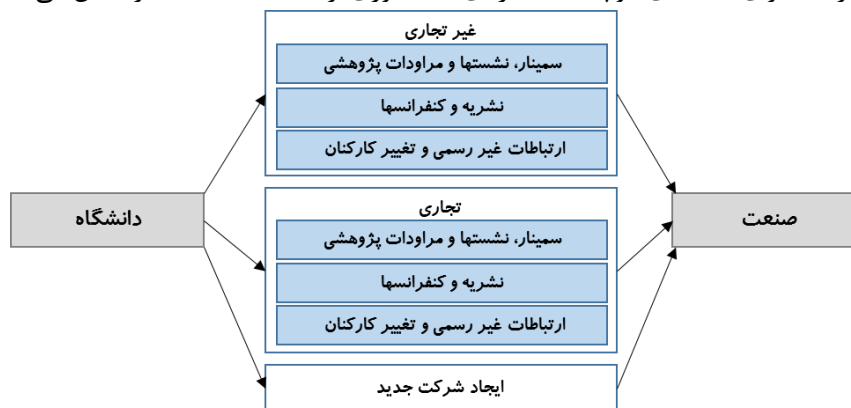 غیر تجاری
سمینار، نشستها و مراودات پژوهشی
نشریه و کنفرانسها
ارتباطات غیر رسمی و تغییر کارکنان
دانشگاه
صنعت
تجاری
سمینار، نشستها و مراودات پژوهشی
نشریه و کنفرانسها
ارتباطات غیر رسمی و تغییر کارکنان
ایجاد شرکت جدید